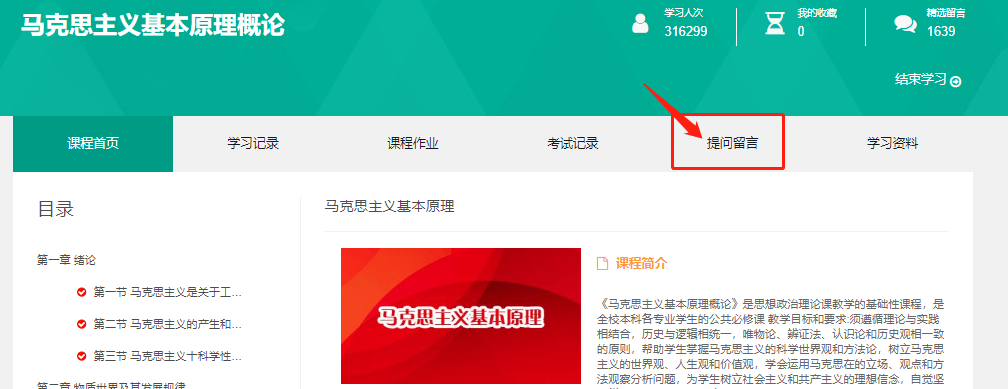 马克思主义基本原理概论
学习人次
316299
我的收藏
0
精选留言
1639
结束学习
课程首页
学习记录
课程作业
考试记录
提问留言
学习资料
目录
第一章 绪论
第一节 马克思主义是关于工...
第二节 马克思主义的产生和...
第三节 马克思主义十科学性...
第二章 物质世界及其发展规律
马克思主义基本原理
马克思主义基本原理
课程简介
《马克思主义基本原理概论》是思想政治理论课教学的基础性课程，是
全校本科各专业学生的公共必修课 教学目标和要求:须遵循理论与实践
相结合，历史与逻辑相统一，唯物论、辩证法、认识论和历史观相一致
的原则，帮助学生掌握马克思主义的科学世界观和方法论，树立马克思
主义的世界观、人生观和价值观，学会运用马克思的立场、观点和方
法观察分析问题，为学生树立社会主义和共产主义的理想信念，自觉坚